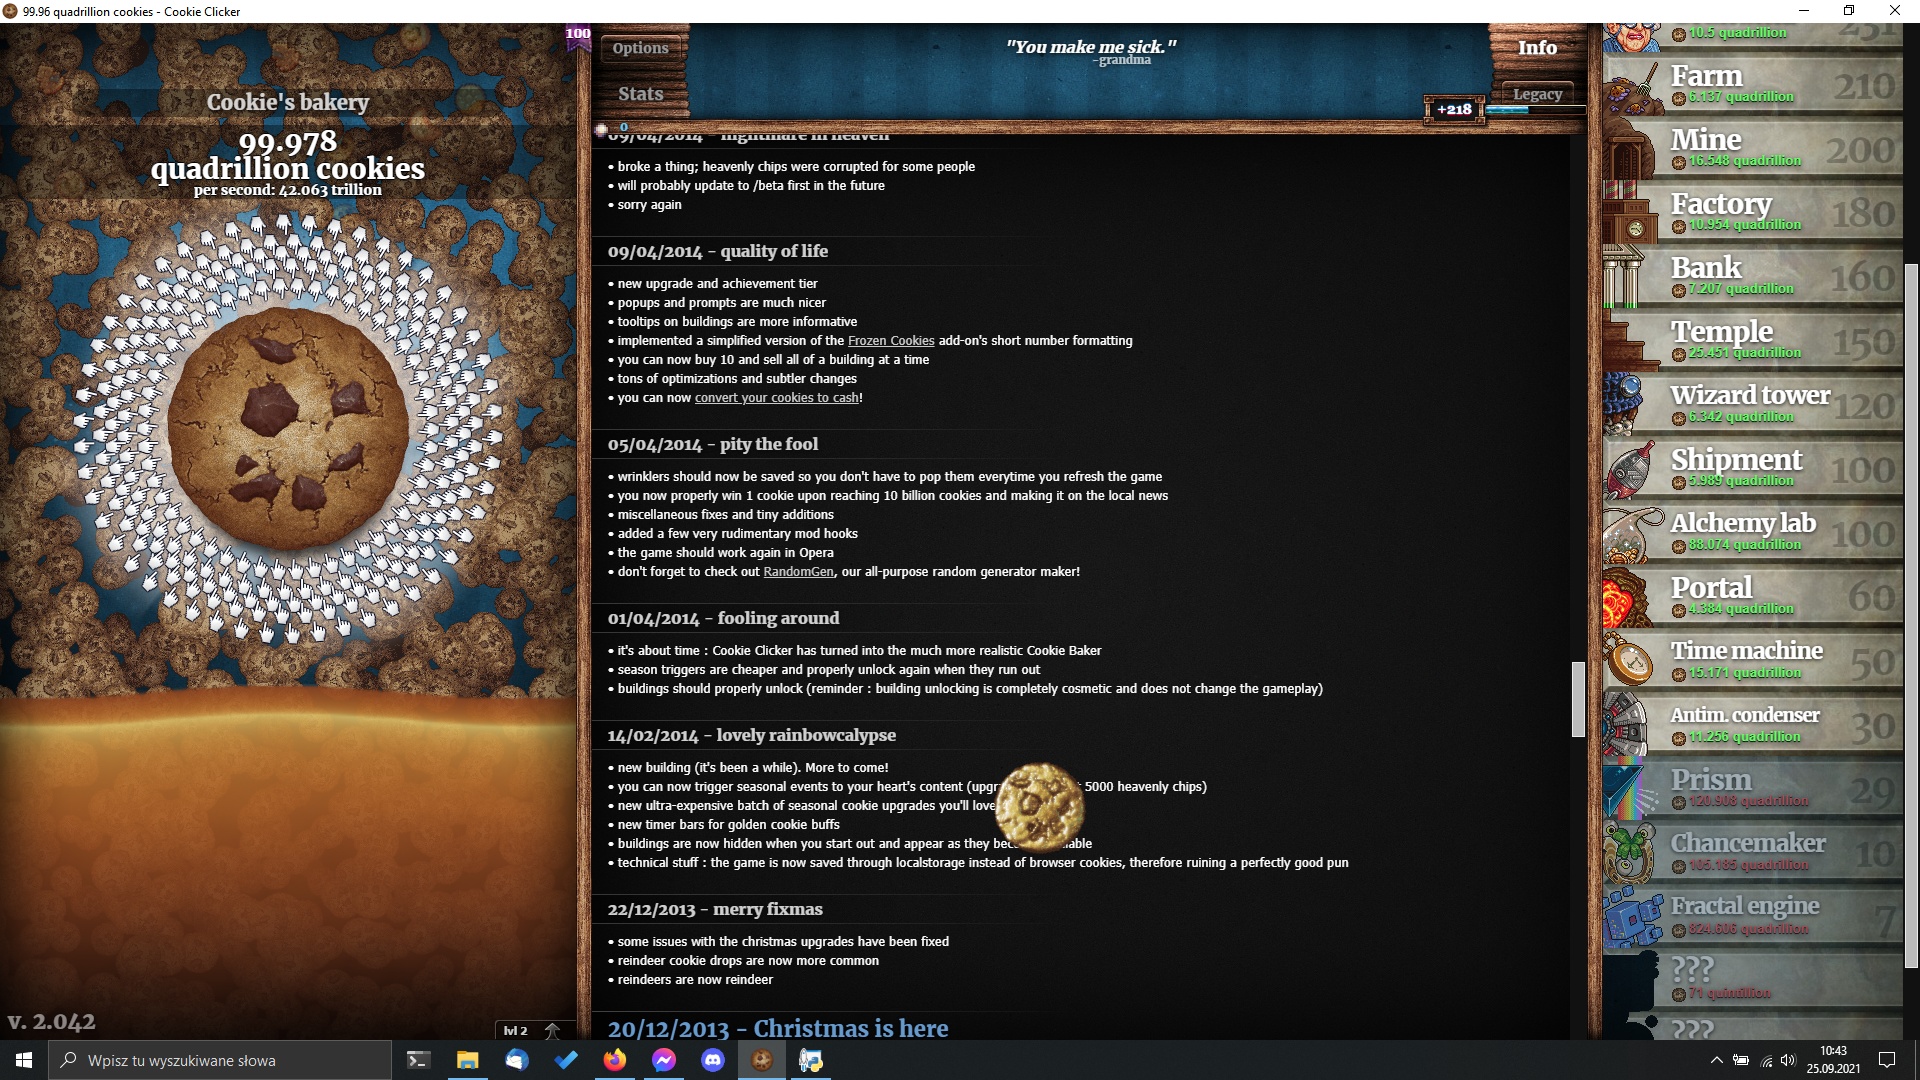 99.96 quadrillion cookies - Cookie Clicker
Cookie's bakery
99.978
quadrillion cookies
per second: 42.063 trillion
v. 2.042
lvl 2
100
Options
Stats
"You make me sick."
-grandma
Info
Legacy
+218
0
09/04/2014 - nightmare in heaven
• broke a thing; heavenly chips were corrupted for some people
• will probably update to /beta first in the future
• sorry again
09/04/2014 - quality of life
• new upgrade and achievement tier
• popups and prompts are much nicer
• tooltips on buildings are more informative
• implemented a simplified version of the Frozen Cookies add-on's short number formatting
• you can now buy 10 and sell all of a building at a time
• tons of optimizations and subtler changes
• you can now convert your cookies to cash!
05/04/2014 - pity the fool
• wrinklers should now be saved so you don't have to pop them everytime you refresh the game
• you now properly win 1 cookie upon reaching 10 billion cookies and making it on the local news
• miscellaneous fixes and tiny additions
• added a few very rudimentary mod hooks
• the game should work again in Opera
• don't forget to check out RandomGen, our all-purpose random generator maker!
01/04/2014 - fooling around
• it's about time : Cookie Clicker has turned into the much more realistic Cookie Baker
• season triggers are cheaper and properly unlock again when they run out
• buildings should properly unlock (reminder : building unlocking is completely cosmetic and does not change the gameplay)
14/02/2014 - lovely rainbowcalypse
• new building (it's been a while). More to come!
• you can now trigger seasonal events to your heart's content 5000 heavenly chips)
• new ultra-expensive batch of seasonal cookie upgrades you'll love
• new timer bars for golden cookie buffs
• buildings are now hidden when you start out and appear as they
• technical stuff : the game is now saved through localstorage instead of browser cookies, therefore ruining a perfectly good pun
22/12/2013 - merry fixmas
• some issues with the christmas upgrades have been fixed
• reindeer cookie drops are now more common
• reindeers are now reindeer
20/12/2013 - Christmas is here
10.5 quadrillion 231
Farm 210
6.137 quadrillion
Mine 200
16.548 quadrillion
Factory 180
10.954 quadrillion
Bank 160
7.207 quadrillion
Temple 150
25.451 quadrillion
Wizard tower 120
6.342 quadrillion
Shipment 100
5.989 quadrillion
Alchemy lab 100
88.074 quadrillion
Portal 60
4.384 quadrillion
Time machine 50
15.171 quadrillion
Antim. condenser 30
11.256 quadrillion
Prism 29
120.908 quadrillion
Chancemaker 10
105.185 quadrillion
Fractal engine 7
824.606 quadrillion
???
71 quintillion
???
Wpisz tu wyszukiwane słowa
10:43
25.09.2021